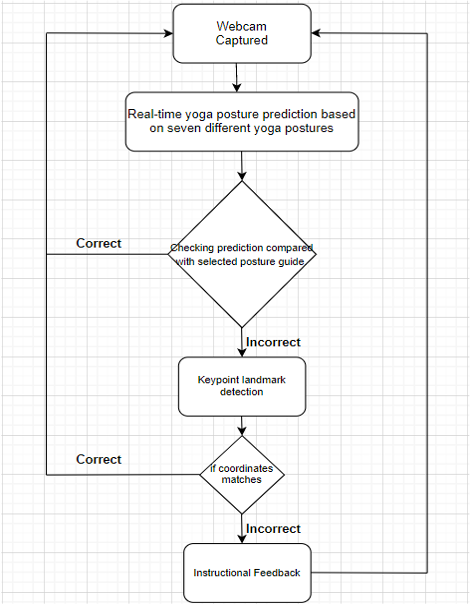 Webcam
Captured
Real-time yoga posture prediction based
on seven different yoga postures
Correct
Checking prediction compared
with selected posture guide
Incorrect
Keypoint landmark
detection
Correct
if coordinates
matches
Incorrect
Instructional Feedback